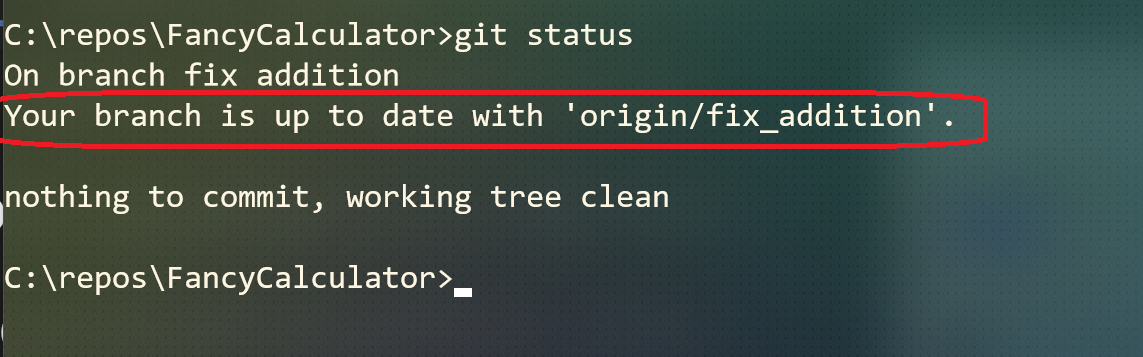 C:\repos\FancyCalculator>git status
On branch fix addition
Your branch is up to date with 'origin/fix_addition'.
nothing to commit, working tree clean
C:\repos\FancyCalculator>